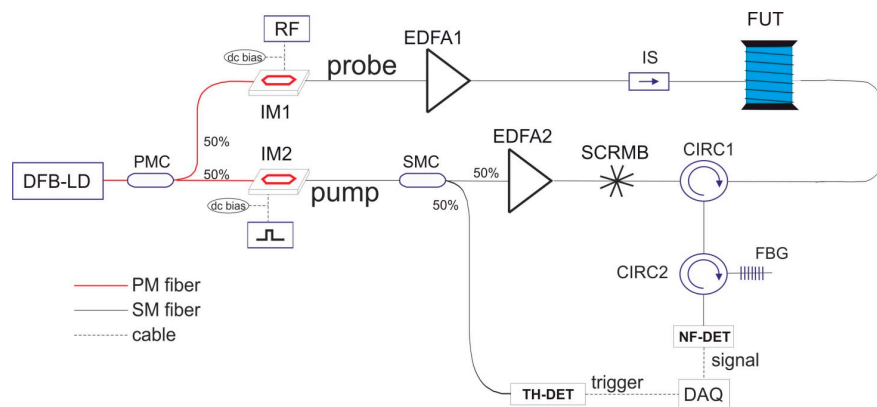 RF
dc bias
IM1
probe
EDFA1
IS
FUT
50%
DFB-LD
PMC
50%
IM2
dc bias
pump
SMC
50%
50%
EDFA2
SCRMB
CIRC1
CIRC2
FBG
PM fiber
SM fiber
cable
NF-DET
signal
TH-DET
trigger
DAQ